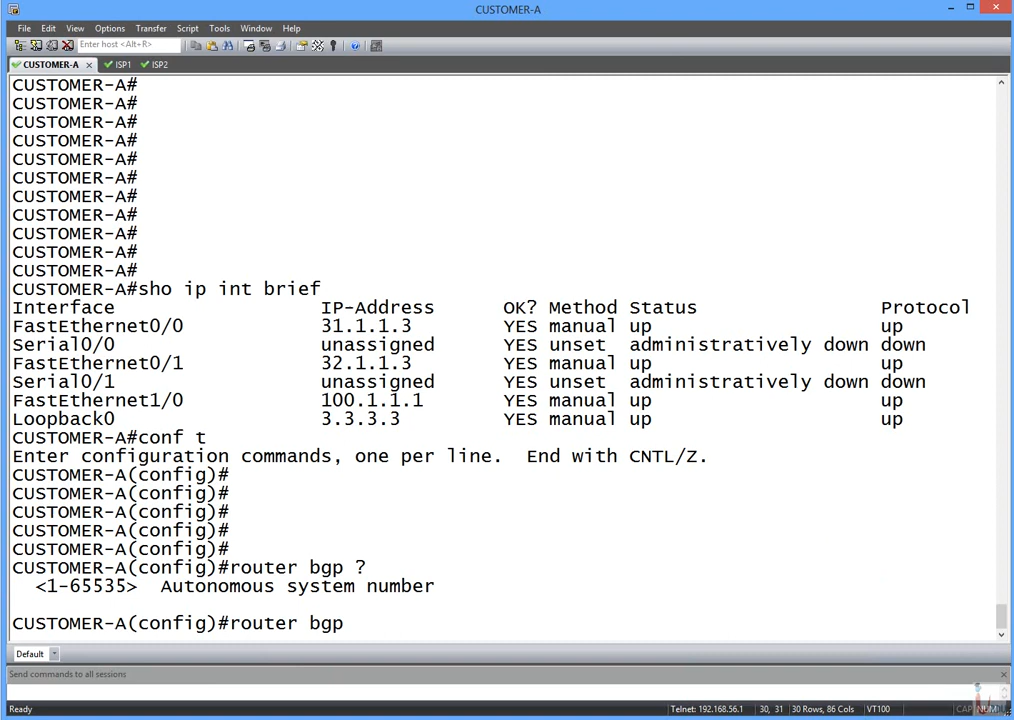 CUSTOMER-A
File Edit View Options Transfer Script Tools Window Help
Enter host <Alt+R>
CUSTOMER-A ISP1 ISP2
CUSTOMER-A#
CUSTOMER-A#
CUSTOMER-A#
CUSTOMER-A#
CUSTOMER-A#
CUSTOMER-A#
CUSTOMER-A#
CUSTOMER-A#
CUSTOMER-A#
CUSTOMER-A#
CUSTOMER-A#
CUSTOMER-A#sho ip int brief
Interface IP-Address OK? Method Status Protocol
FastEthernet0/0 31.1.1.3 YES manual up up
Serial0/0 unassigned YES unset administratively down down
FastEthernet0/1 32.1.1.3 YES manual up up
Serial0/1 unassigned YES unset administratively down down
FastEthernet1/0 100.1.1.1 YES manual up up
Loopback0 3.3.3.3 YES manual up up
CUSTOMER-A#conf t
Enter configuration commands, one per line. End with CNTL/Z.
CUSTOMER-A(config)#
CUSTOMER-A(config)#
CUSTOMER-A(config)#
CUSTOMER-A(config)#
CUSTOMER-A(config)#
CUSTOMER-A(config)#router bgp ?
<1-65535> Autonomous system number
CUSTOMER-A(config)#router bgp
Default
Send commands to all sessions
Ready Telnet: 192.168.56.1 30, 31 30 Rows, 86 Cols VT100 CAP NUM